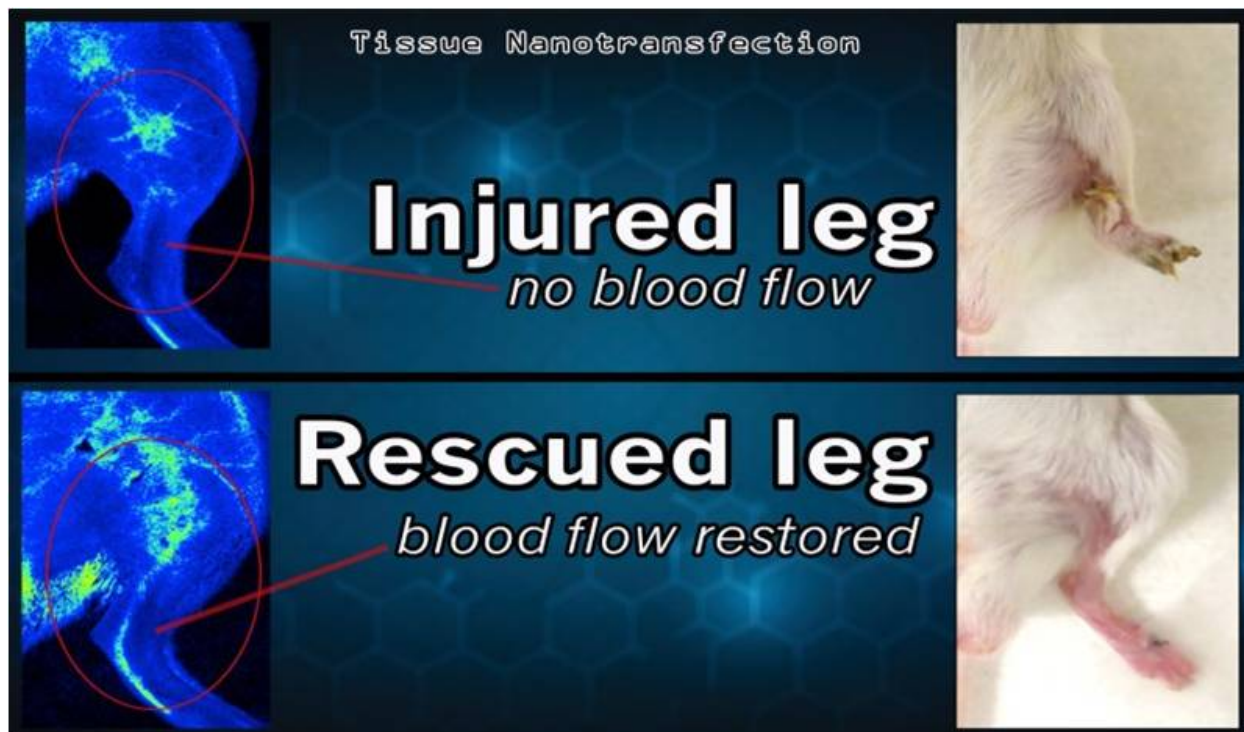 Tissue Nanotransfection
Injured leg
no blood flow
Rescued leg
blood flow restored